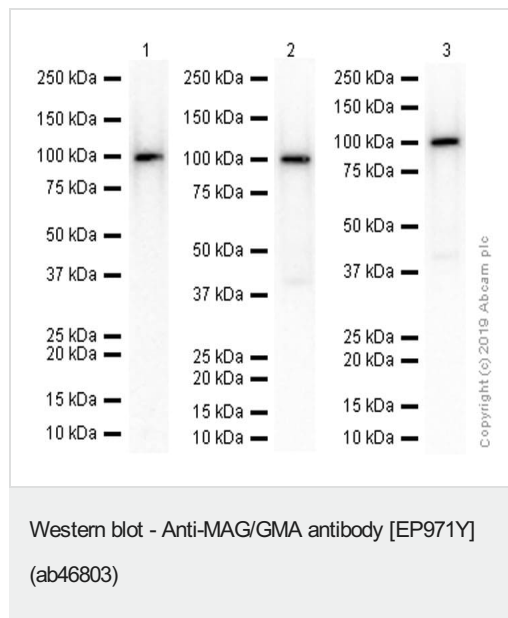 1
250 kDa
150 kDa
100 kDa
75 kDa
50 kDa
37 kDa
25 kDa
20 kDa
15 kDa
10 kDa
2
250 kDa
150 kDa
100 kDa
75 kDa
50 kDa
37 kDa
25 kDa
20 kDa
15 kDa
10 kDa
3
250 kDa
150 kDa
100 kDa
75 kDa
50 kDa
37 kDa
25 kDa
20 kDa
15 kDa
10 kDa
Copyright (c) 2019 Abcam plc
Western blot - Anti-MAG/GMA antibody [EP971Y]
(ab46803)